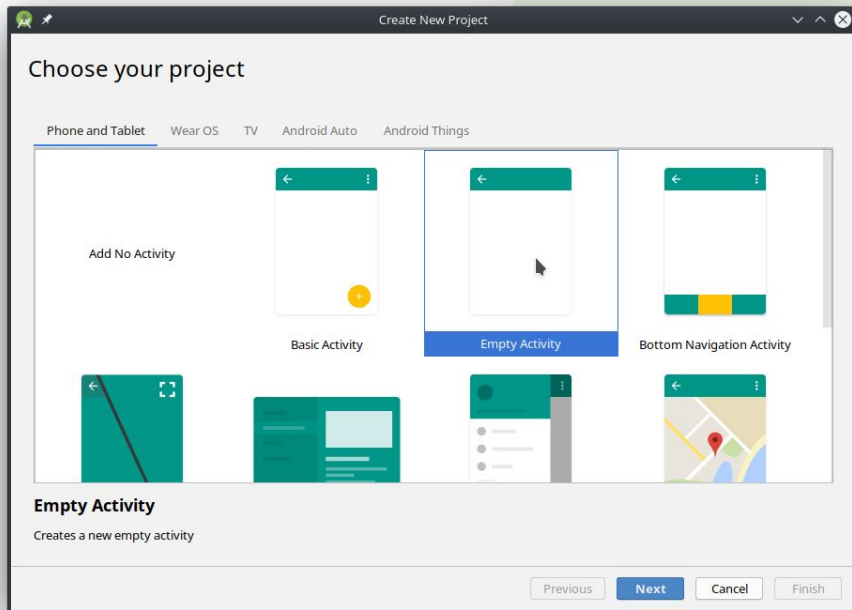 Create New Project
Choose your project
Phone and Tablet Wear OS TV Android Auto Android Things
Add No Activity
Basic Activity
Empty Activity
Bottom Navigation Activity
Empty Activity
Creates a new empty activity
Previous Next Cancel Finish